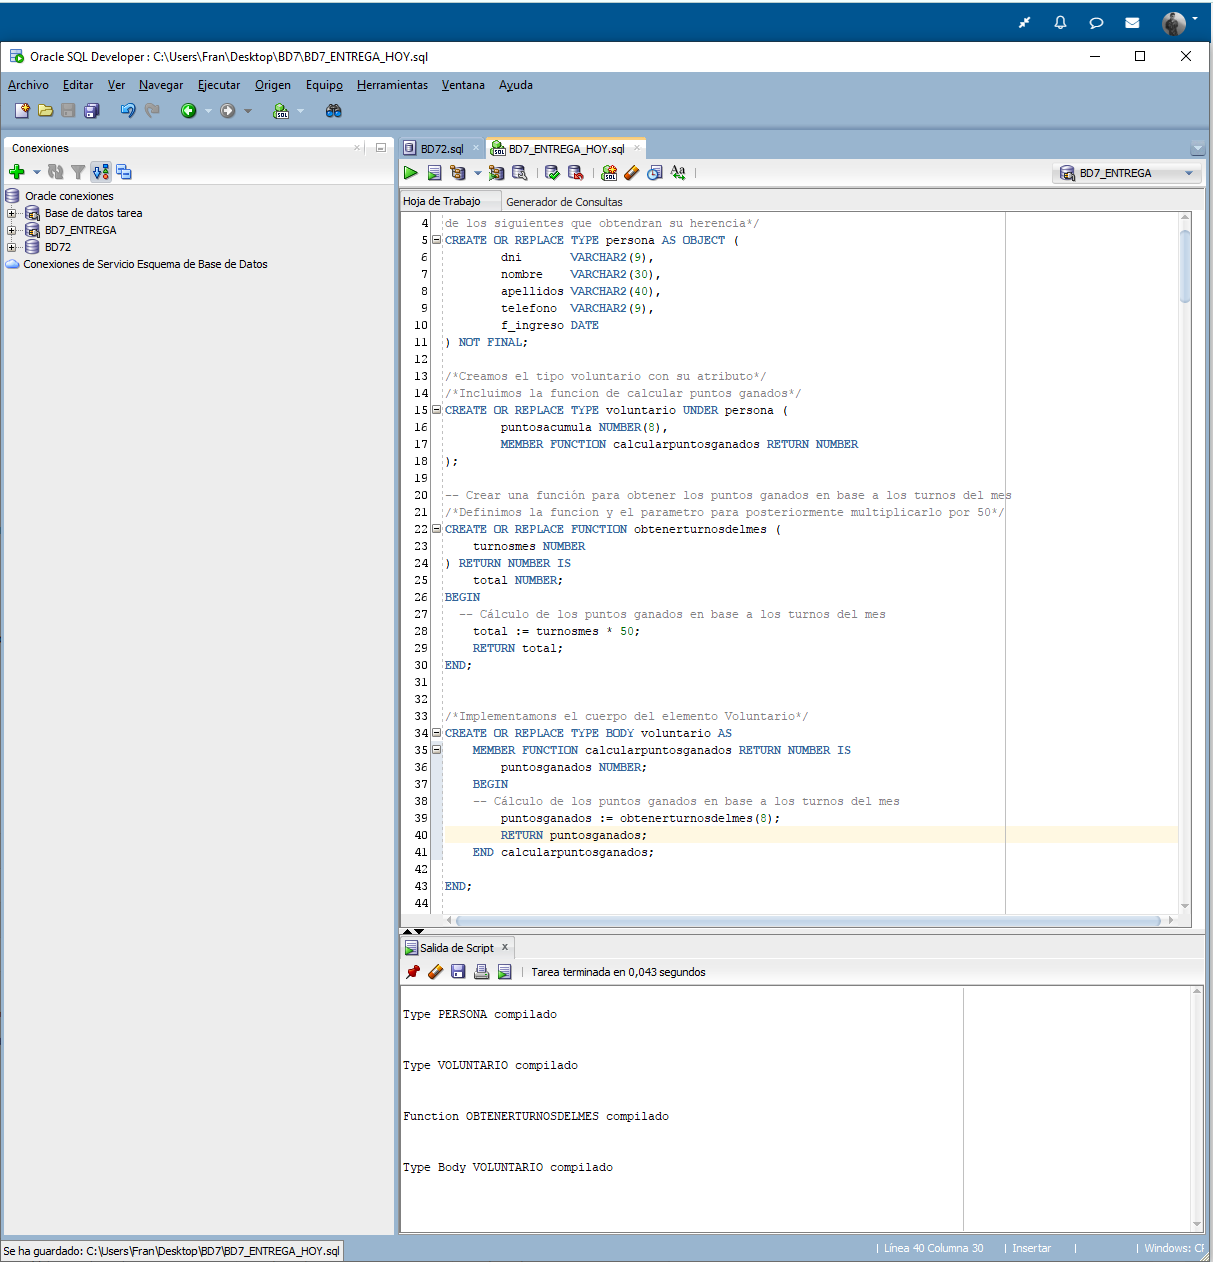 Oracle SQL Developer : C:\Users\Fran\Desktop\BD7\BD7_ENTREGA_HOY.sql
Archivo Editar Ver Navegar Ejecutar Origen Equipo Herramientas Ventana Ayuda
Conexiones
Oracle conexiones
Base de datos tarea
BD7_ENTREGA
BD72
Conexiones de Servicio Esquema de Base de Datos
BD72.sql
BD7_ENTREGA_HOY.sql
BD7_ENTREGA
Hoja de Trabajo Generador de Consultas
4 de los siguientes que obtendran su herencia*/
5 CREATE OR REPLACE TYPE persona AS OBJECT (
6 dni VARCHAR2(9),
7 nombre VARCHAR2(30),
8 apellidos VARCHAR2(40),
9 telefono VARCHAR2(9),
10 f_ingreso DATE
11 ) NOT FINAL;
12
13 /*Creamos el tipo voluntario con su atributo*/
14 /*Incluimos la funcion de calcular puntos ganados*/
15 CREATE OR REPLACE TYPE voluntario UNDER persona (
16 puntosacumula NUMBER(8),
17 MEMBER FUNCTION calcularpuntosganados RETURN NUMBER
18 );
19
20 -- Crear una función para obtener los puntos ganados en base a los turnos del mes
21 /*Definimos la funcion y el parametro para posteriormente multiplicarlo por 50*/
22 CREATE OR REPLACE FUNCTION obtenerturnosdelmes (
23 turnosmes NUMBER
24 ) RETURN NUMBER IS
25 total NUMBER;
26 BEGIN
27 -- Cálculo de los puntos ganados en base a los turnos del mes
28 total := turnosmes * 50;
29 RETURN total;
30 END;
31
32
33 /*Implementamons el cuerpo del elemento Voluntario*/
34 CREATE OR REPLACE TYPE BODY voluntario AS
35 MEMBER FUNCTION calcularpuntosganados RETURN NUMBER IS
36 puntosganados NUMBER;
37 BEGIN
38 -- Cálculo de los puntos ganados en base a los turnos del mes
39 puntosganados := obtenerturnosdelmes(8);
40 RETURN puntosganados;
41 END calcularpuntosganados;
42
43 END;
44
Salida de Script
Tarea terminada en 0,043 segundos
Type PERSONA compilado
Type VOLUNTARIO compilado
Function OBTENERTURNOSDELMES compilado
Type Body VOLUNTARIO compilado
Se ha guardado: C:\Users\Fran\Desktop\BD7\BD7_ENTREGA_HOY.sql
| Línea 40 Columna 30 | Insertar | | Windows: